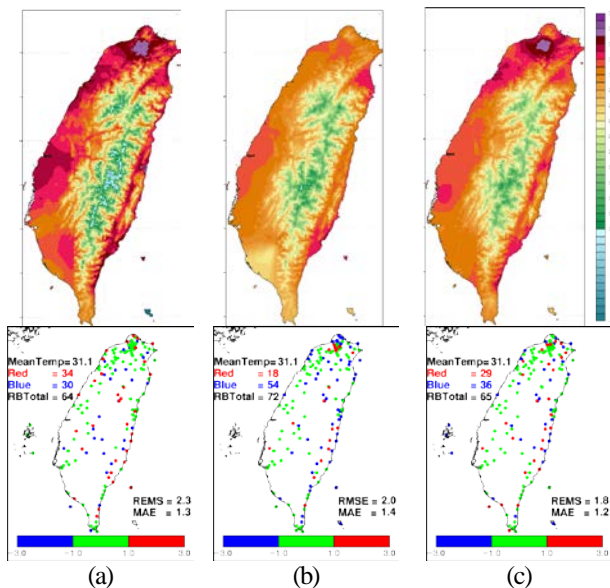 MeanTemp= 31.1
Red = 34
Blue = 30
RBTotal = 64
REMS = 2.3
MAE = 1.3
-3.0 -1.0 1.0 3.0
MeanTemp= 31.1
Red = 18
Blue = 54
RBTotal = 72
RMSE = 2.0
MAE = 1.4
-3.0 -1.0 1.0 3.0
MeanTemp= 31.1
Red = 29
Blue = 36
RBTotal = 65
RMSE = 1.8
MAE = 1.2
-3.0 -1.0 1.0 3.0
(a) (b) (c)